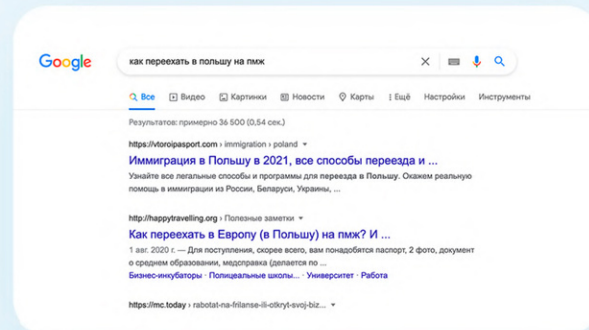 Google
как переехать в польшу на пмж
Все Видео Картинки Новости Карты Ещё Настройки Инструменты
Результатов: примерно 36 500 (0,54 сек.)
https://vtoroipasport.com › immigration › poland
Иммиграция в Польшу в 2021, все способы переезда и ...
Узнайте все легальные способы и программы для переезда в Польшу. Окажем реальную
помощь в иммиграции из России, Беларуси, Украины, ...
http://happytravelling.org › Полезные заметки
Как переехать в Европу (в Польшу) на пмж? И ...
1 авг. 2020 г. — Для поступления, скорее всего, вам понадобятся паспорт, 2 фото, документ
о среднем образовании, медсправка (делается по ...
Бизнес-инкубаторы · Полицеальные школы... · Университет · Работа
https://mc.today › rabotat-na-frilanse-ili-otkryt-svoj-biz...